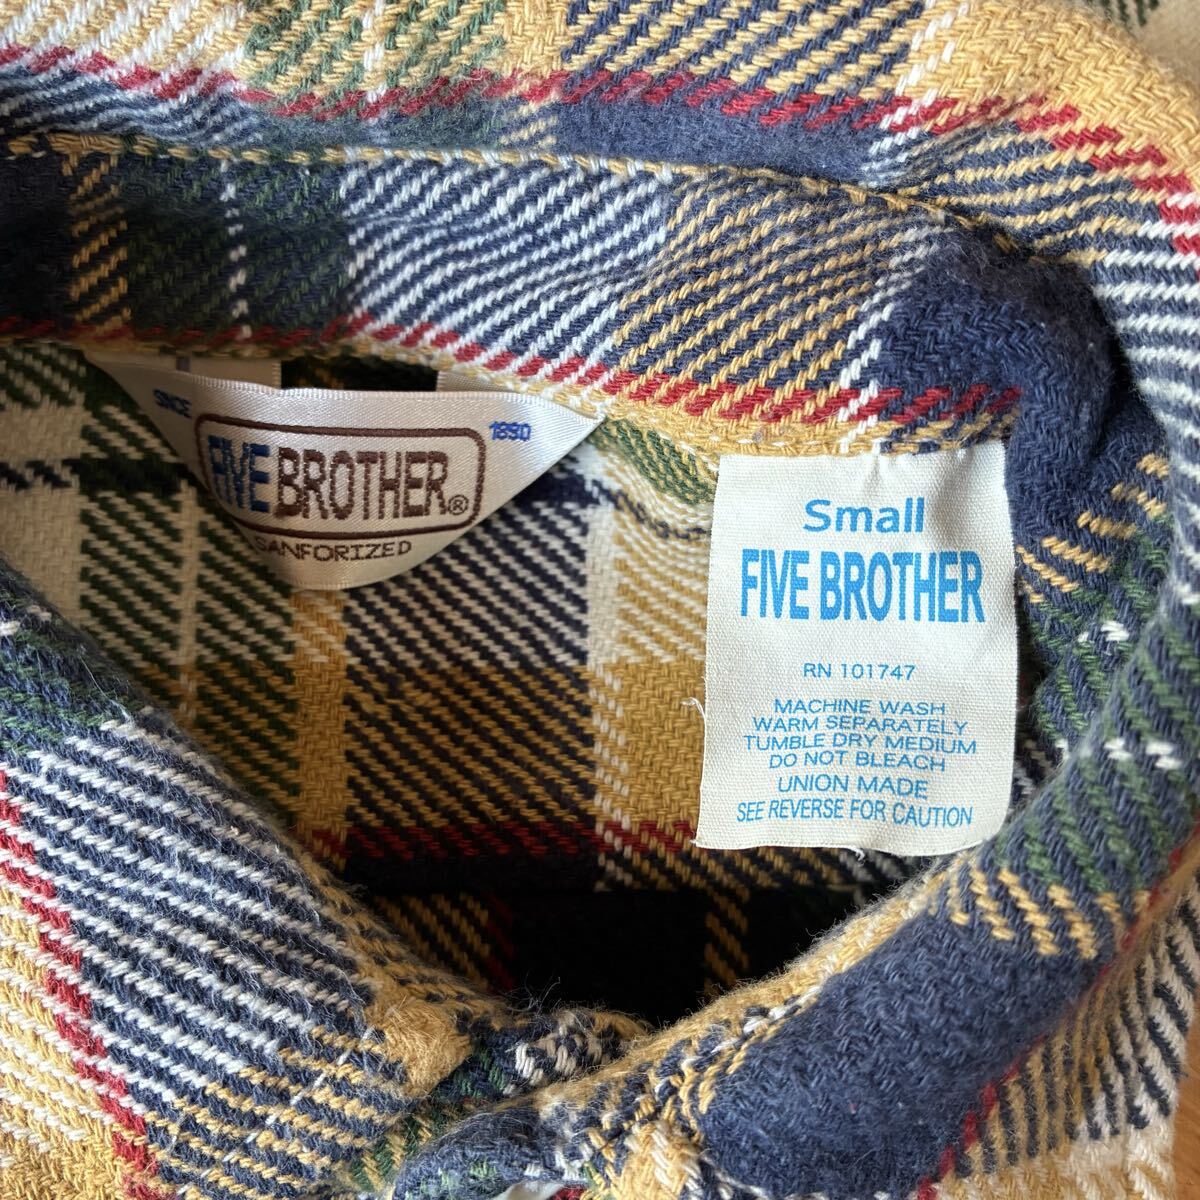 SINCE 1890
FIVE BROTHER®
SANFORIZED
Small
FIVE BROTHER
RN 101747
MACHINE WASH
WARM SEPARATELY
TUMBLE DRY MEDIUM
DO NOT BLEACH
UNION MADE
SEE REVERSE FOR CAUTION